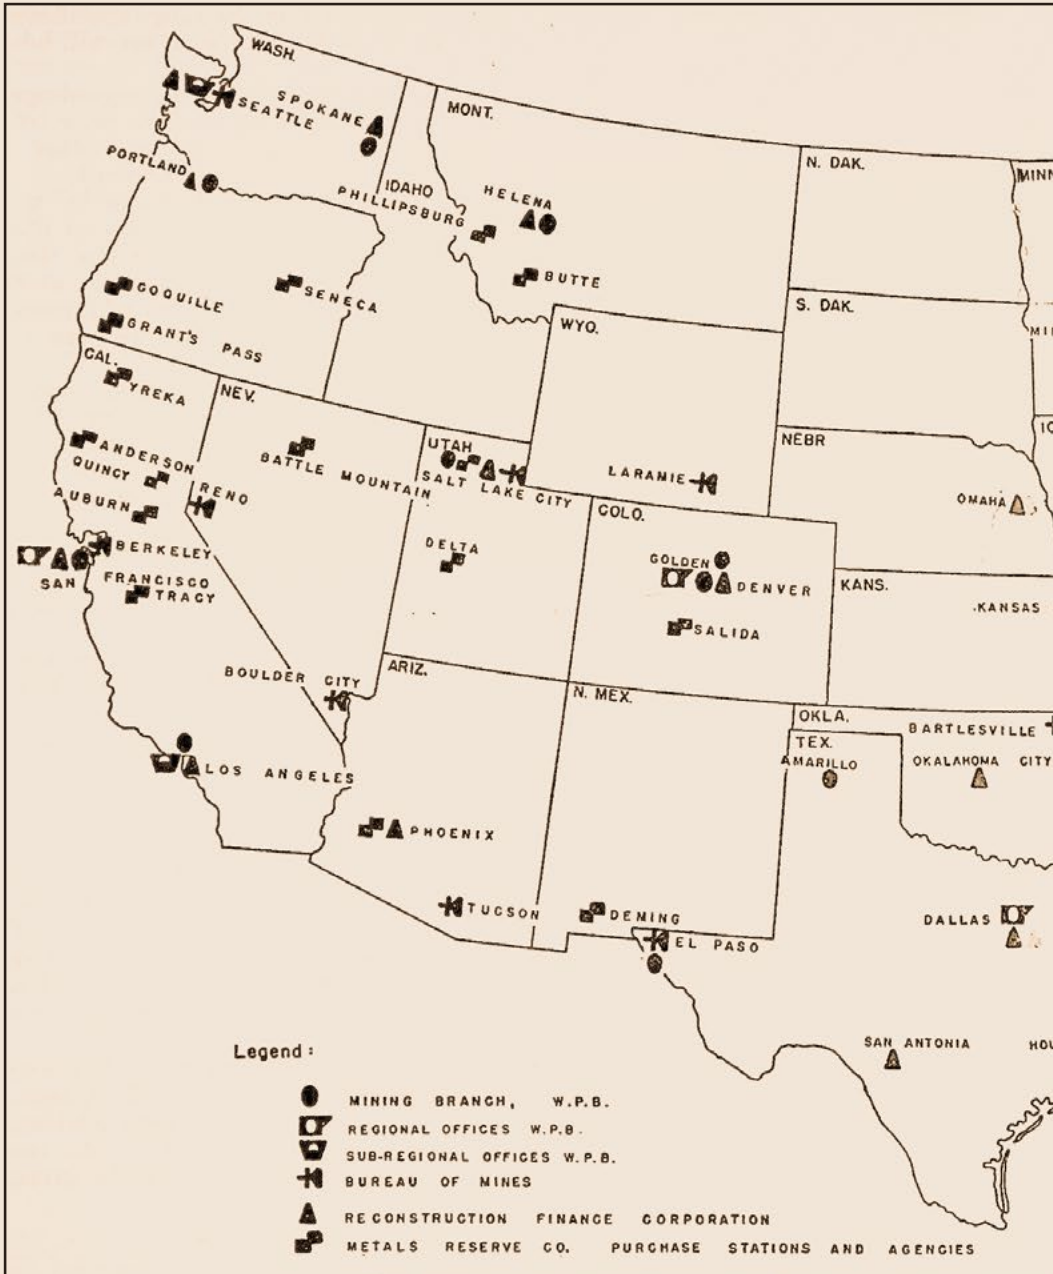 WASH.
SPOKANE
SEATTLE
MONT.
N. DAK.
MINN
PORTLAND
IDAHO
PHILLIPSBURG
HELENA
BUTTE
COQUILLE
SENECA
GRANT'S PASS
S. DAK.
WYO.
CAL.
YREKA
NEV.
UTAH
NEBR
ANDERSON
QUINCY
BATTLE MOUNTAIN
SALT LAKE CITY
LARAMIE
OMAHA
RENO
AUBURN
COLO.
BERKELEY
SAN FRANCISCO
TRACY
DELTA
GOLDEN
DENVER
KANS.
KANSAS
SALIDA
BOULDER CITY
ARIZ.
N. MEX.
OKLA.
BARTLESVILLE
TEX.
AMARILLO
OKALAHOMA CITY
LOS ANGELES
PHOENIX
TUCSON
DEMING
EL PASO
DALLAS
SAN ANTONIA
HOU
Legend :
MINING BRANCH, W.P.B.
REGIONAL OFFICES W.P.B.
SUB-REGIONAL OFFICES W.P.B.
BUREAU OF MINES
RECONSTRUCTION FINANCE CORPORATION
METALS RESERVE CO. PURCHASE STATIONS AND AGENCIES